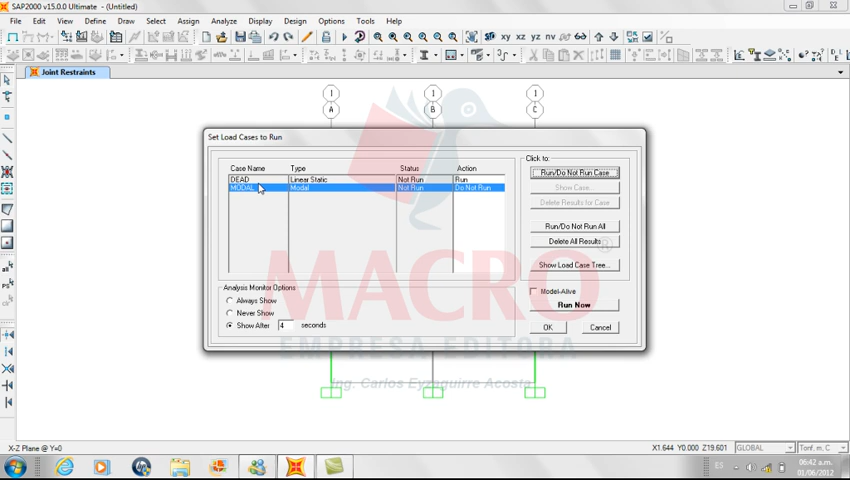 SAP2000 v15.0.0 Ultimate - (Untitled)
File Edit View Define Draw Select Assign Analyze Display Design Options Tools Help
3D xy xz yz nv
Joint Restraints
1 1 1
A B C
Set Load Cases to Run
Case Name Type Status Action
DEAD Linear Static Not Run Run
MODAL Modal Not Run Do Not Run
Click to:
Run/Do Not Run Case
Show Case...
Delete Results for Case
Run/Do Not Run All
Delete All Results
Show Load Case Tree...
Analysis Monitor Options
Always Show
Never Show
Show After 4 seconds
Model-Alive
Run Now
OK Cancel
MACRO®
EMPRESA EDITORA
Ing. Carlos Eyzaguirre Acosta
X-Z Plane @ Y=0
X1.644 Y0.000 Z19.601 GLOBAL Tonf, m, C
ES 06:42 a.m.
01/06/2012